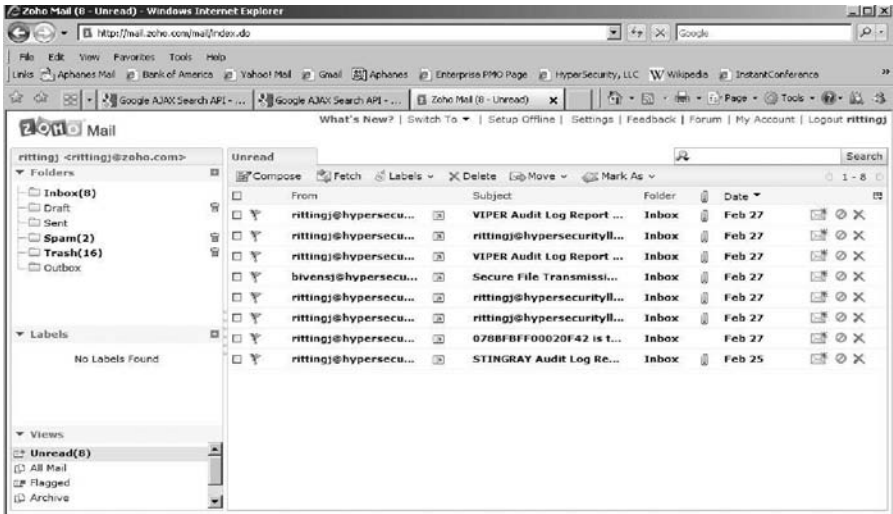 Zoho Mail (8 - Unread) - Windows Internet Explorer
http://mail.zoho.com/mail/index.do
Google
File Edit View Favorites Tools Help
Links Aphanes Mail Bank of America Yahoo! Mail Gmail Aphanes Enterprise PMO Page HyperSecurity, LLC Wikipedia InstantConference
Google AJAX Search API - ... Google AJAX Search API - ... Zoho Mail (8 - Unread) Page Tools
ZOHO Mail
What's New? | Switch To | Setup Offline | Settings | Feedback | Forum | My Account | Logout rittingj
rittingj <rittingj@zoho.com>
Folders
Inbox(8)
Draft
Sent
Spam(2)
Trash(16)
Outbox
Labels
No Labels Found
Views
Unread(8)
All Mail
Flagged
Archive
Unread
Search
Compose Fetch Labels Delete Move Mark As 1 - 8
From Subject Folder Date
rittingj@hypersecu... VIPER Audit Log Report ... Inbox Feb 27
rittingj@hypersecu... rittingj@hypersecurityll... Inbox Feb 27
rittingj@hypersecu... VIPER Audit Log Report ... Inbox Feb 27
bivensj@hypersecu... Secure File Transmissi... Inbox Feb 27
rittingj@hypersecu... rittingj@hypersecurityll... Inbox Feb 27
rittingj@hypersecu... rittingj@hypersecurityll... Inbox Feb 27
rittingj@hypersecu... 078BFBFF00020F42 is t... Inbox Feb 27
rittingj@hypersecu... STINGRAY Audit Log Re... Inbox Feb 25